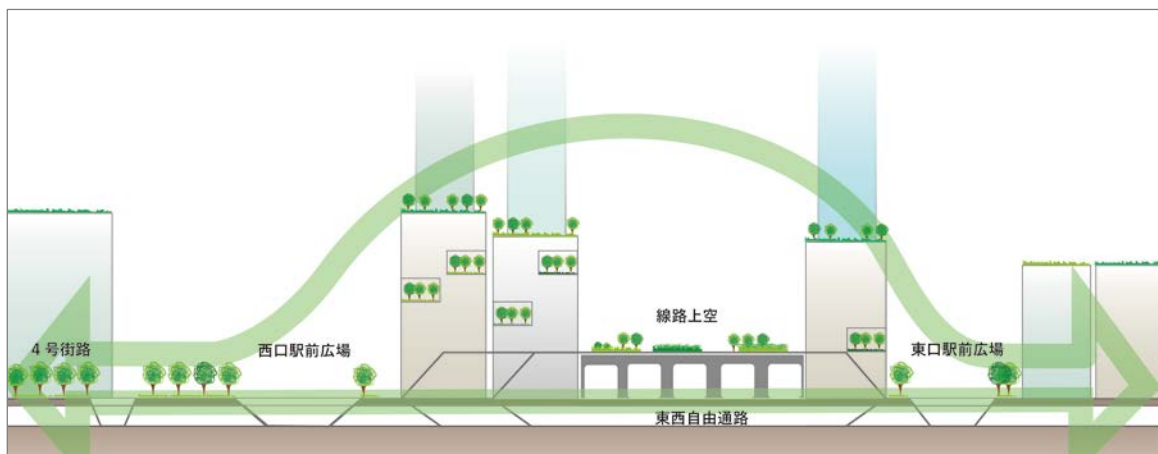 線路上空
4号街路
西口駅前広場
東口駅前広場
東西自由通路